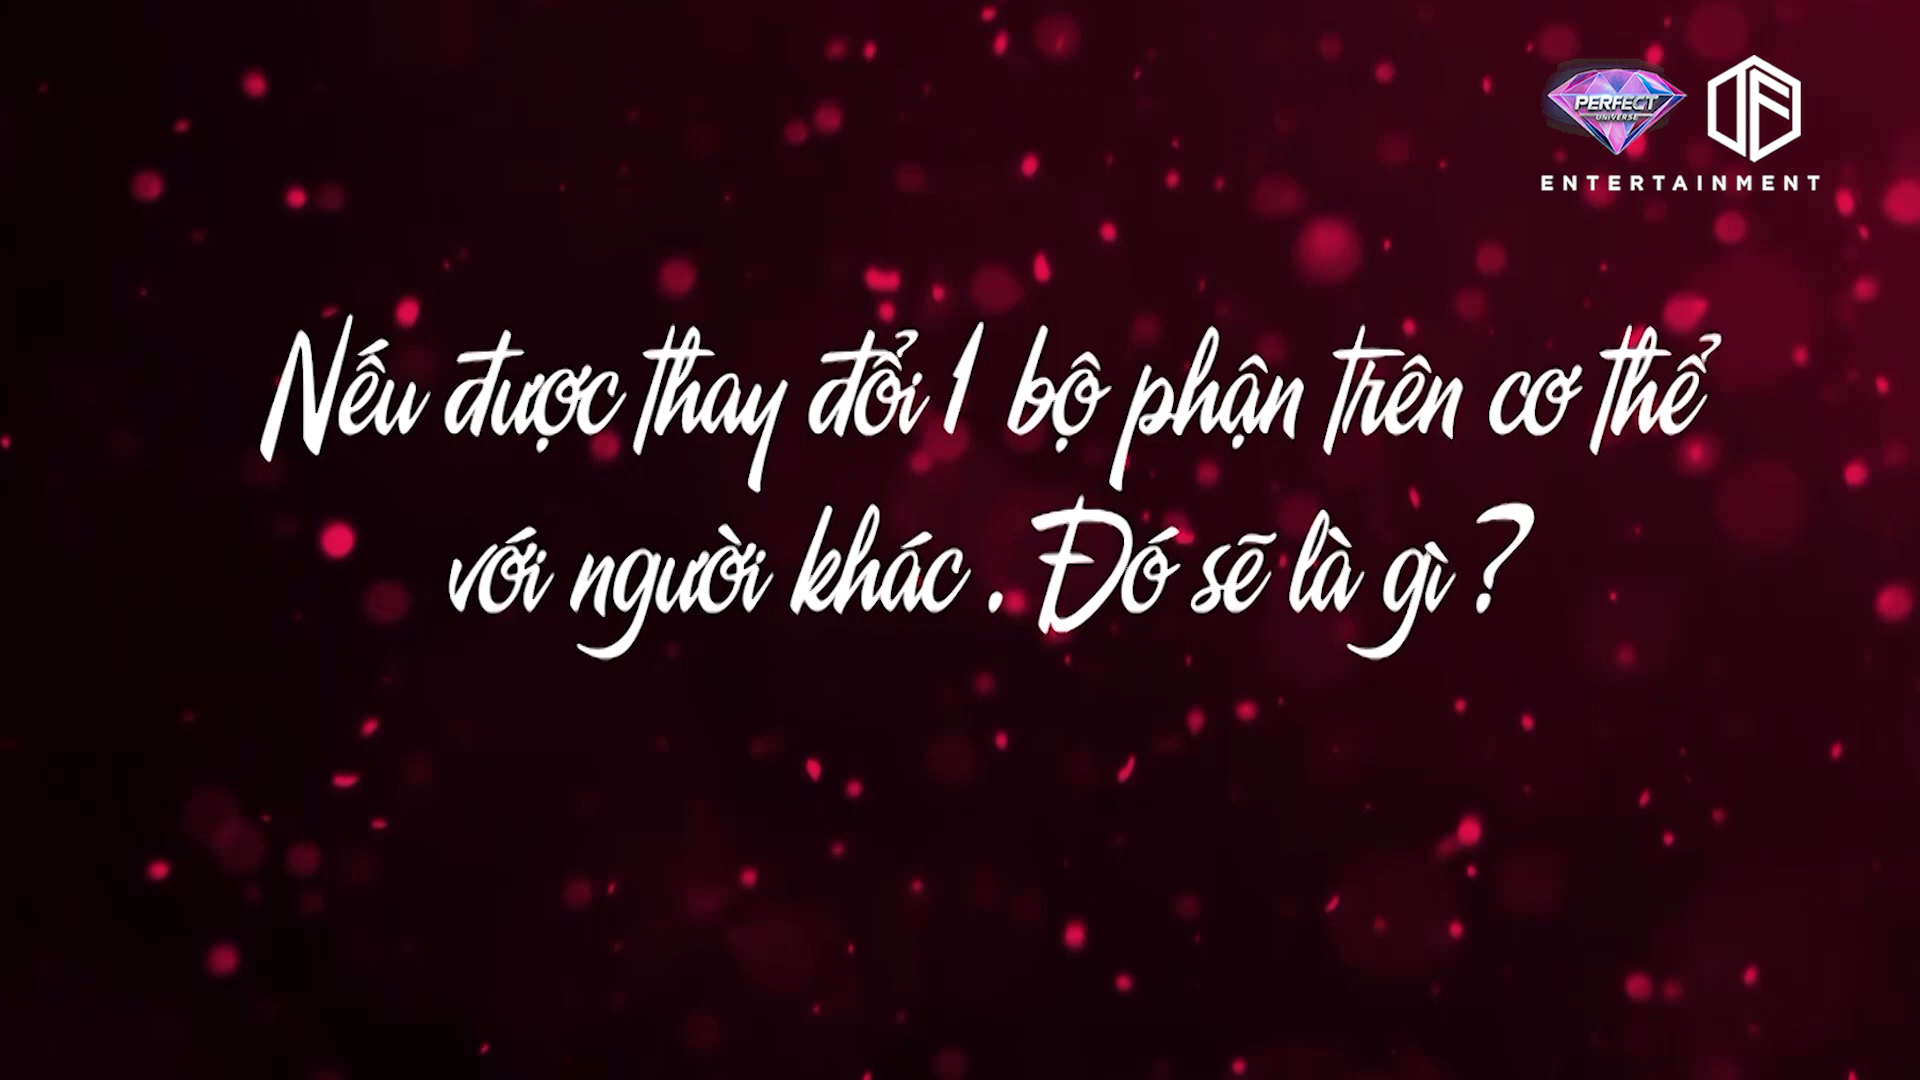 PERFECT
UNIVERSE
ENTERTAINMENT
Nếu được thay đổi 1 bộ phận trên cơ thể
với người khác . Đó sẽ là gì ?